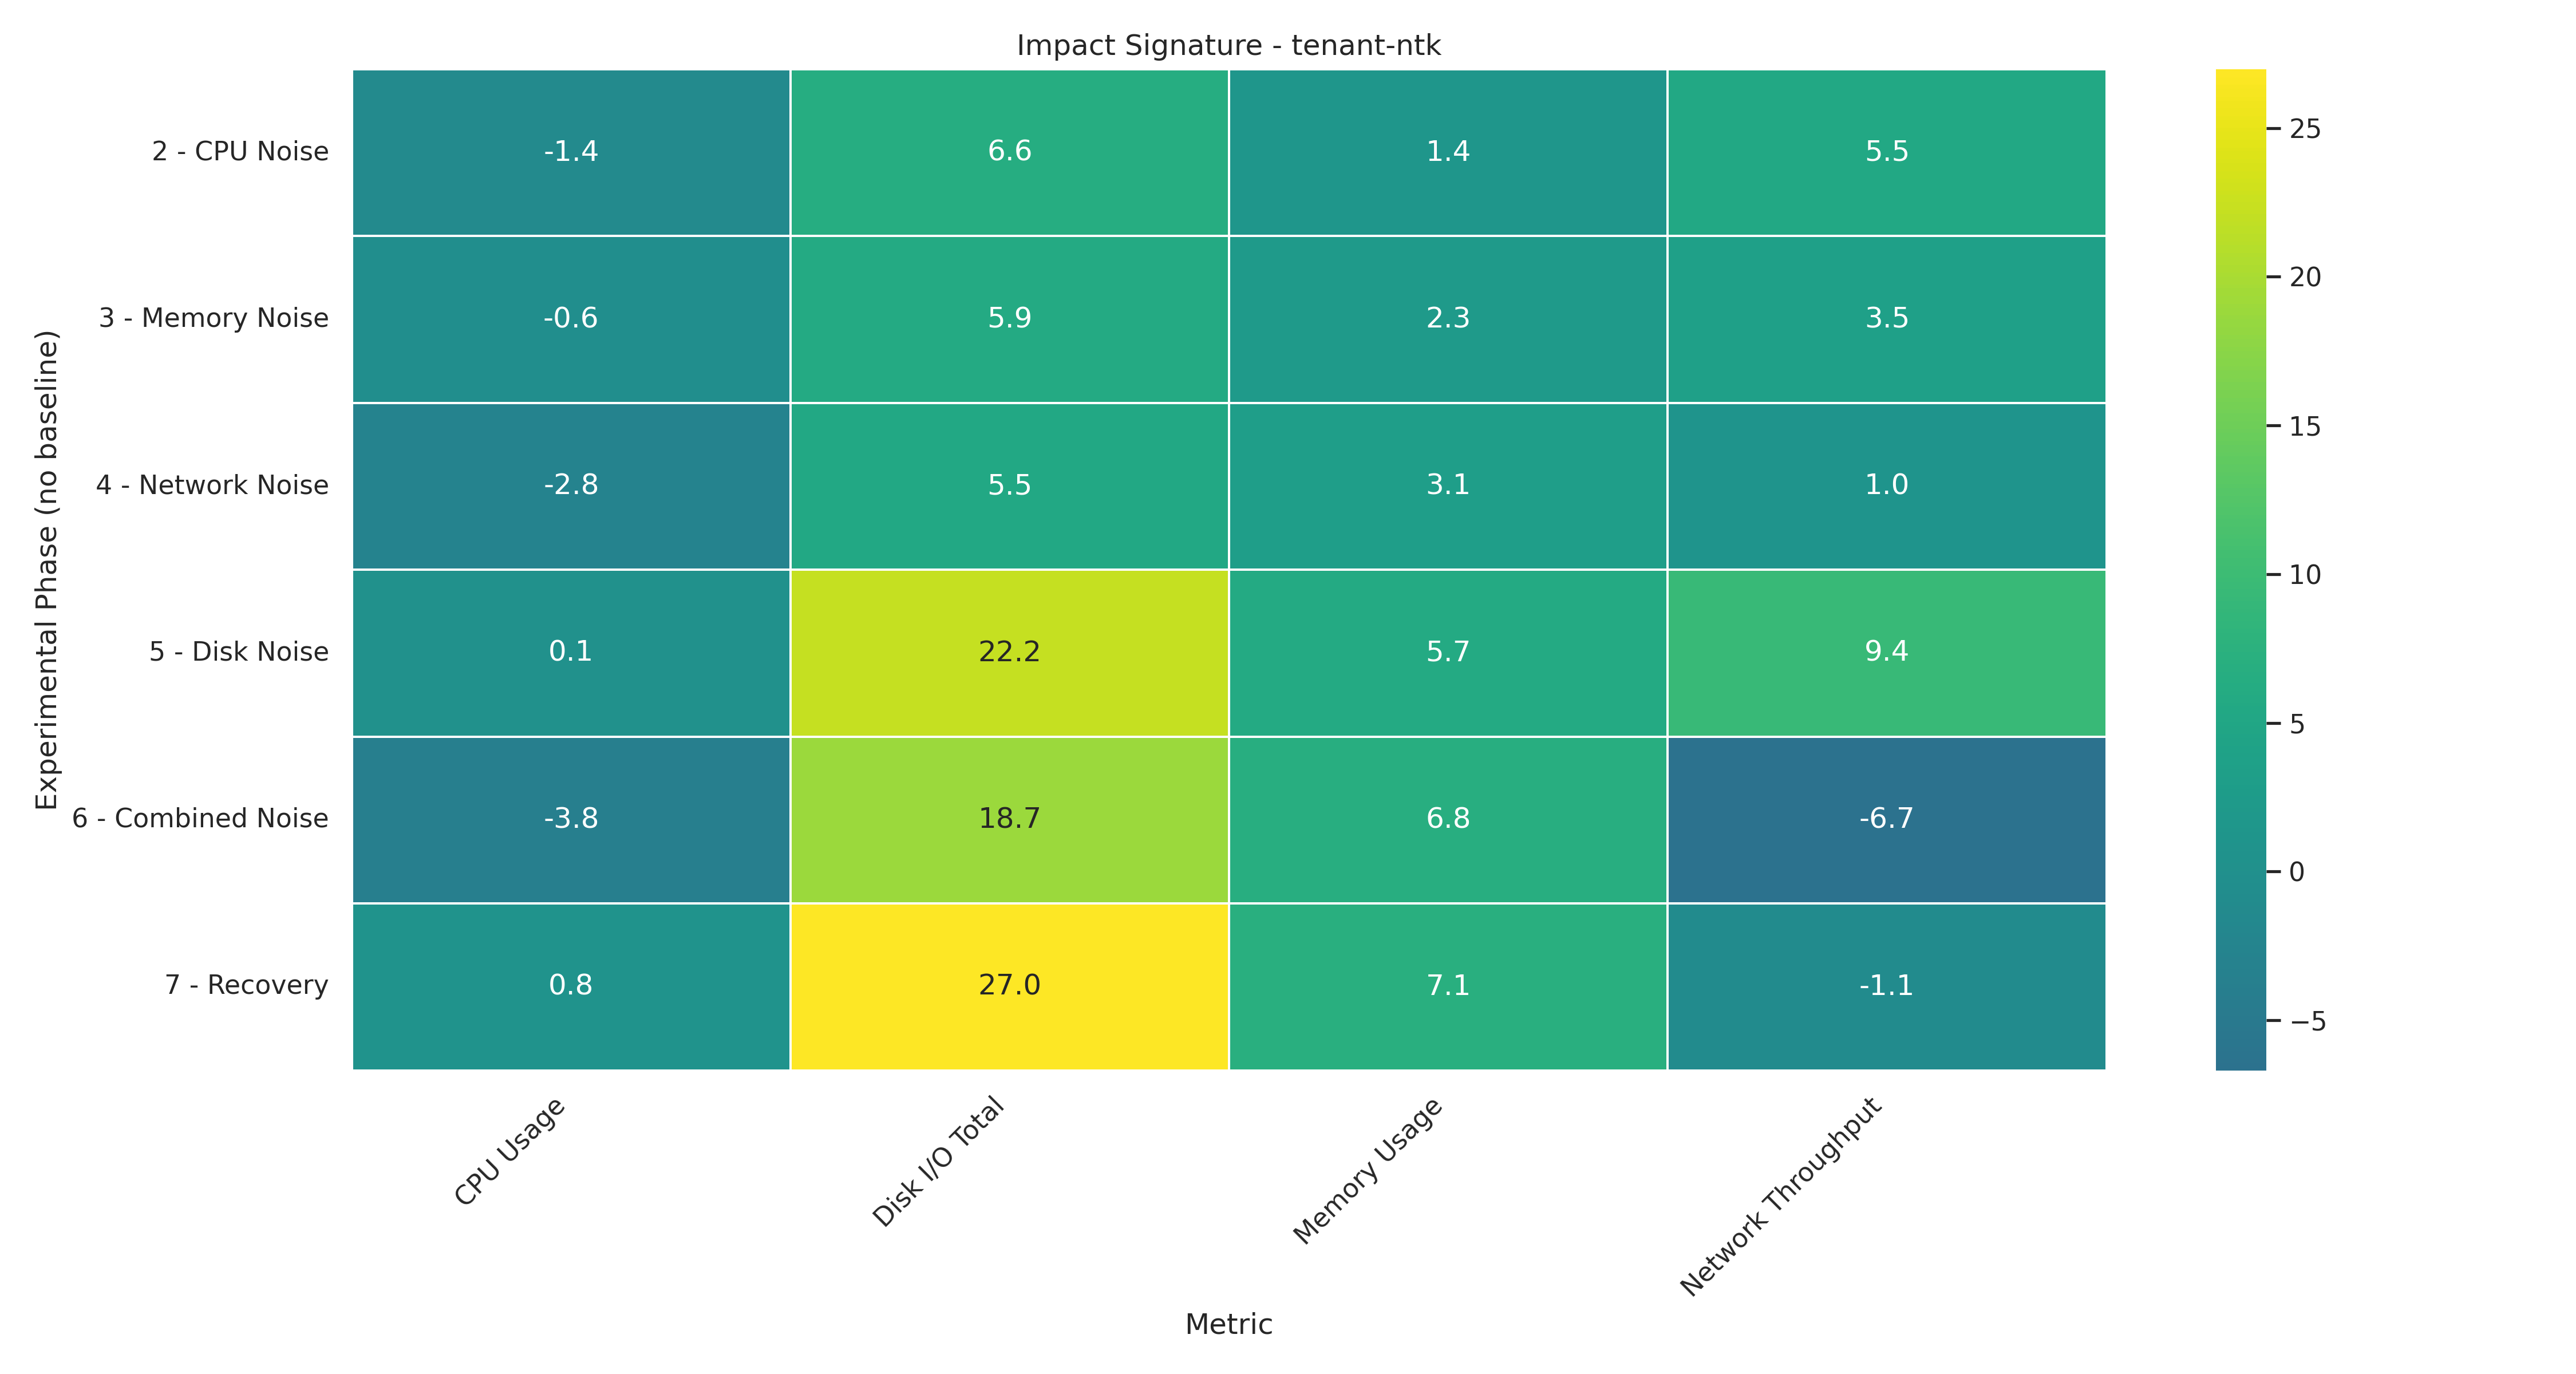 Impact Signature - tenant-ntk
Experimental Phase (no baseline)
2 - CPU Noise
-1.4 6.6 1.4 5.5
3 - Memory Noise
-0.6 5.9 2.3 3.5
4 - Network Noise
-2.8 5.5 3.1 1.0
5 - Disk Noise
0.1 22.2 5.7 9.4
6 - Combined Noise
-3.8 18.7 6.8 -6.7
7 - Recovery
0.8 27.0 7.1 -1.1
CPU Usage
Disk I/O Total
Memory Usage
Network Throughput
Metric
25
20
15
10
5
0
−5